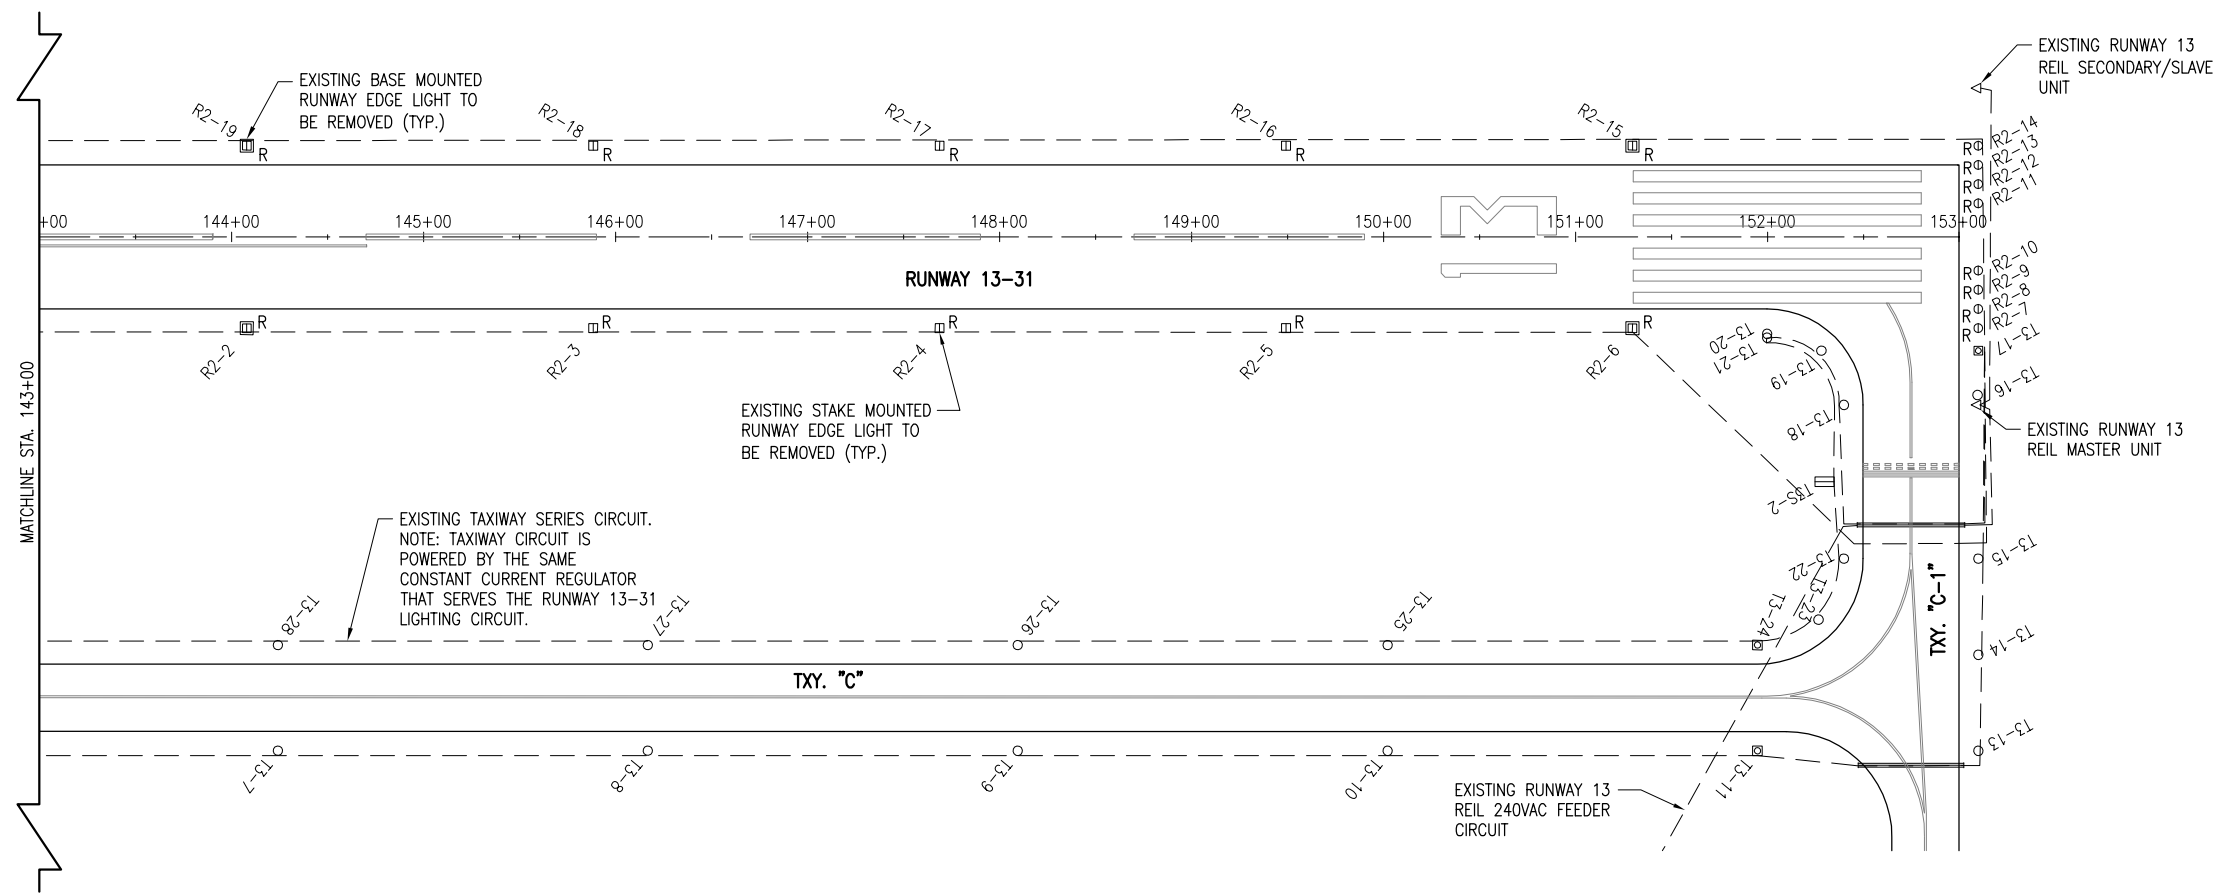 EXISTING RUNWAY 13
REIL SECONDARY/SLAVE
UNIT
EXISTING BASE MOUNTED
RUNWAY EDGE LIGHT TO
BE REMOVED (TYP.)
R2-19
R2-18
R2-17
R2-16
R2-15
R2-14
R2-13
R2-12
R2-11
R
R
R
R
R
R
R
R
R
+00
144+00
145+00
146+00
147+00
148+00
149+00
150+00
151+00
152+00
153+00
13
RUNWAY 13-31
R2-10
R2-9
R2-8
R2-7
R
R
R
R
R
R
R
R
R
R2-2
R2-3
R2-4
R2-5
R2-6
T3-20
T3-21
T3-19
T3-18
T3-17
T3-16
MATCHLINE STA. 143+00
EXISTING STAKE MOUNTED
RUNWAY EDGE LIGHT TO
BE REMOVED (TYP.)
EXISTING RUNWAY 13
REIL MASTER UNIT
T3S-2
EXISTING TAXIWAY SERIES CIRCUIT.
NOTE: TAXIWAY CIRCUIT IS
POWERED BY THE SAME
CONSTANT CURRENT REGULATOR
THAT SERVES THE RUNWAY 13-31
LIGHTING CIRCUIT.
T3-28
T3-27
T3-26
T3-25
T3-24
T3-23
T3-22
T3-15
T3-14
T3-13
TXY. "C-1"
TXY. "C"
T3-7
T3-8
T3-9
T3-10
T3-11
EXISTING RUNWAY 13
REIL 240VAC FEEDER
CIRCUIT